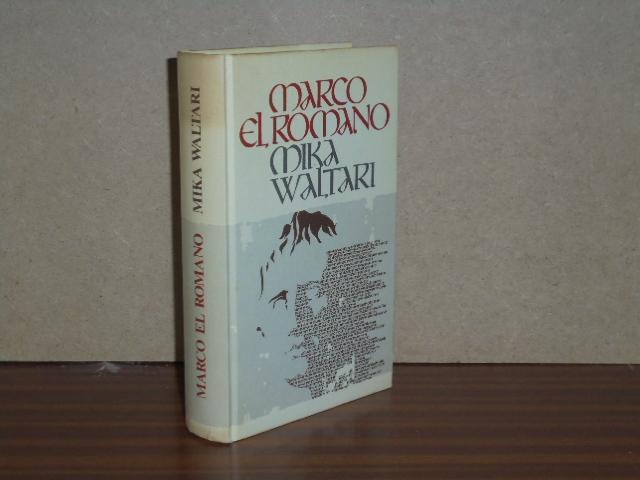 MARCO
EL ROMANO
MIKA
WALTARI
MARCO EL ROMANO MIKA WALTARI